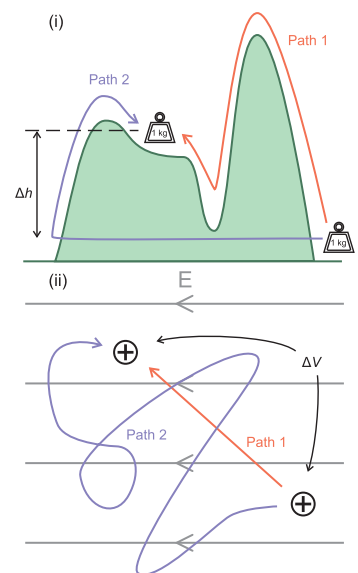 (i)
Path 1
Path 2
1 kg
Δh
1 kg
(ii)
E
ΔV
Path 2
Path 1